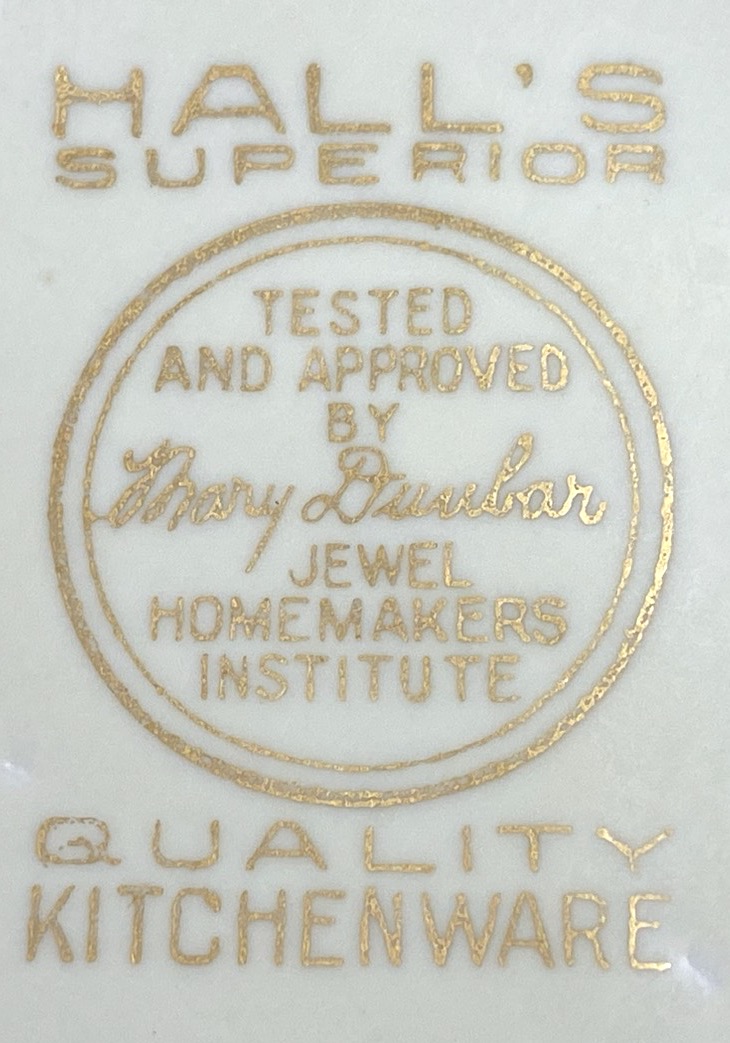 HALL'S
SUPERIOR
TESTED
AND APPROVED
BY
Mary Dunbar
JEWEL
HOMEMAKERS
INSTITUTE
QUALITY
KITCHENWARE